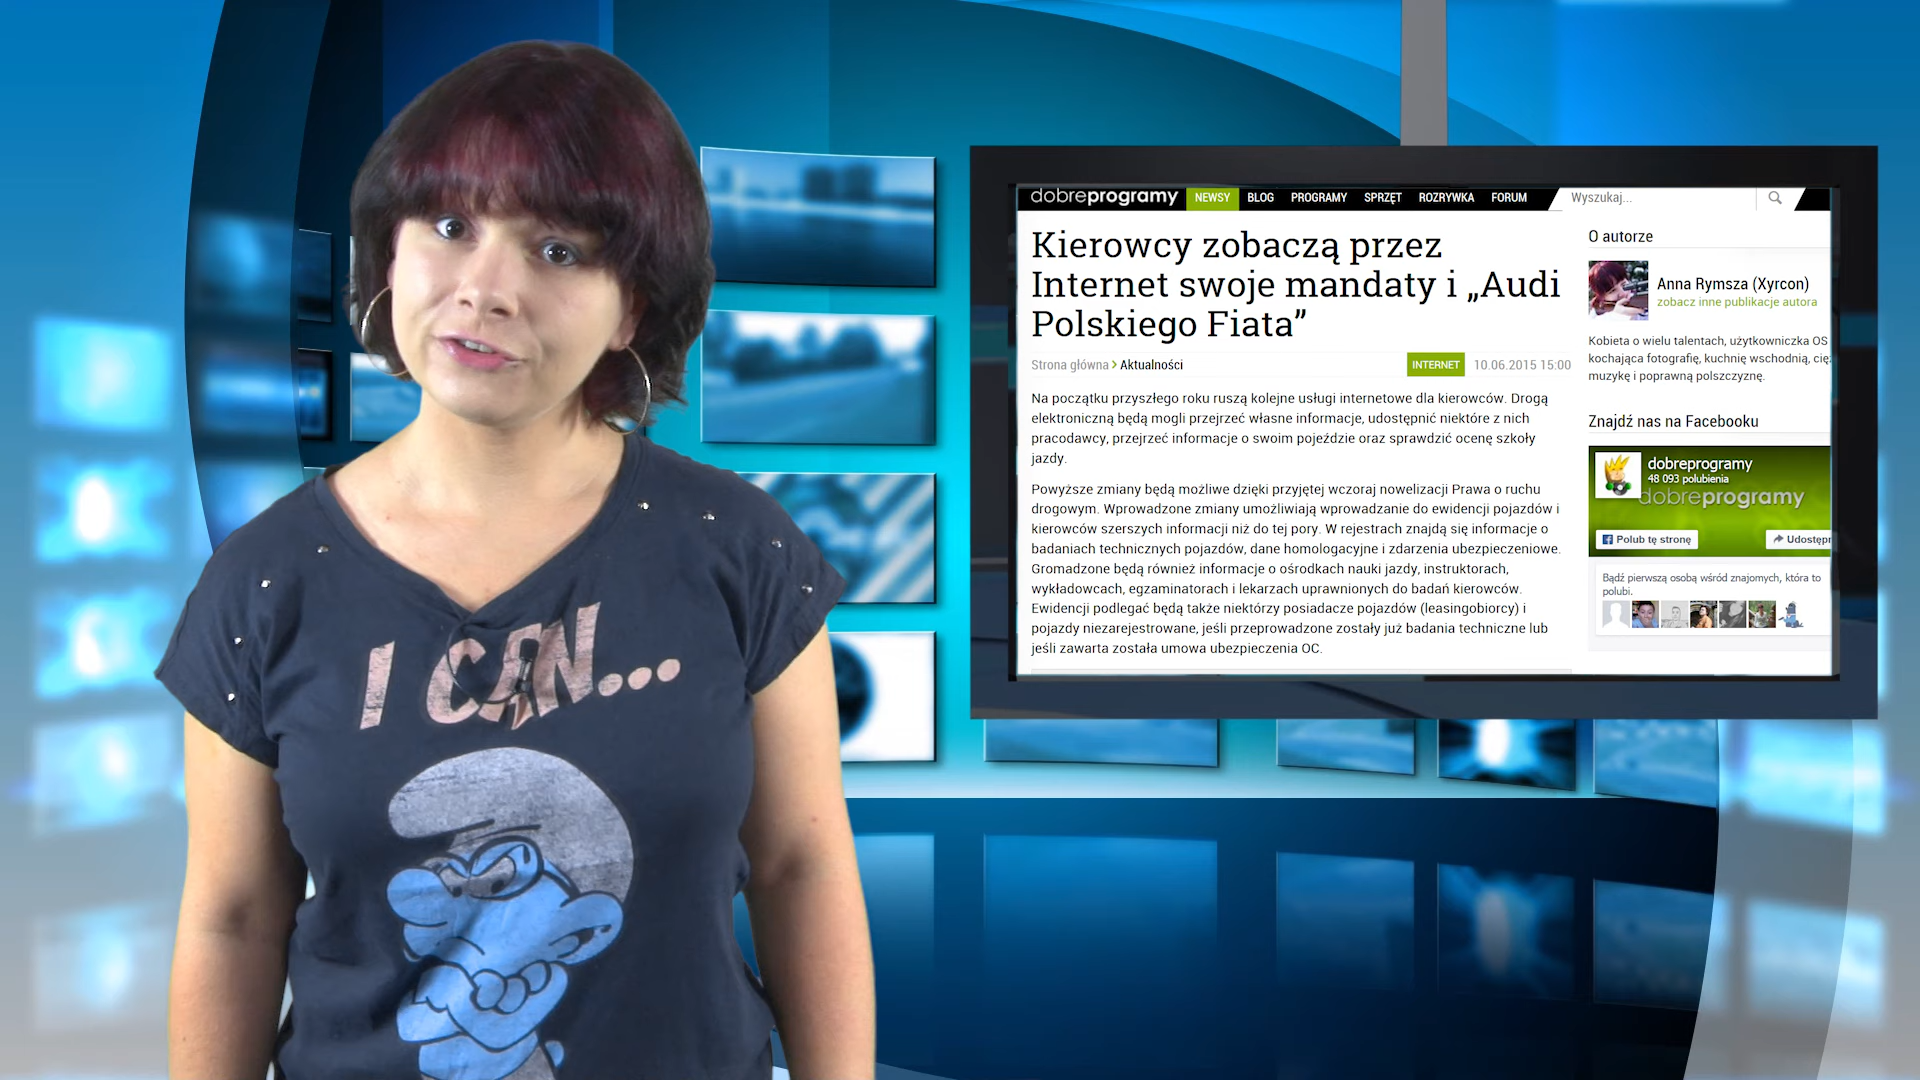 dobreprogramy NEWSY BLOG PROGRAMY SPRZĘT ROZRYWKA FORUM Wyszukaj...
Kierowcy zobaczą przez
Internet swoje mandaty i „Audi
Polskiego Fiata”
Strona główna > Aktualności INTERNET 10.06.2015 15:00
Na początku przyszłego roku ruszą kolejne usługi internetowe dla kierowców. Drogą
elektroniczną będą mogli przejrzeć własne informacje, udostępnić niektóre z nich
pracodawcy, przejrzeć informacje o swoim pojeździe oraz sprawdzić ocenę szkoły
jazdy.
Powyższe zmiany będą możliwe dzięki przyjętej wczoraj nowelizacji Prawa o ruchu
drogowym. Wprowadzone zmiany umożliwiają wprowadzanie do ewidencji pojazdów i
kierowców szerszych informacji niż do tej pory. W rejestrach znajdą się informacje o
badaniach technicznych pojazdów, dane homologacyjne i zdarzenia ubezpieczeniowe.
Gromadzone będą również informacje o ośrodkach nauki jazdy, instruktorach,
wykładowcach, egzaminatorach i lekarzach uprawnionych do badań kierowców.
Ewidencji podlegać będą także niektórzy posiadacze pojazdów (leasingobiorcy) i
pojazdy niezarejestrowane, jeśli przeprowadzone zostały już badania techniczne lub
jeśli zawarta została umowa ubezpieczenia OC.
O autorze
Anna Rymsza (Xyrcon)
zobacz inne publikacje autora
Kobieta o wielu talentach, użytkowniczka OS
kochająca fotografię, kuchnię wschodnią, cię
muzykę i poprawną polszczyznę.
Znajdź nas na Facebooku
dobreprogramy
48 093 polubienia
dobreprogramy
Polub tę stronę Udostępn
Bądź pierwszą osobą wśród znajomych, która to
polubi.
I CAN...